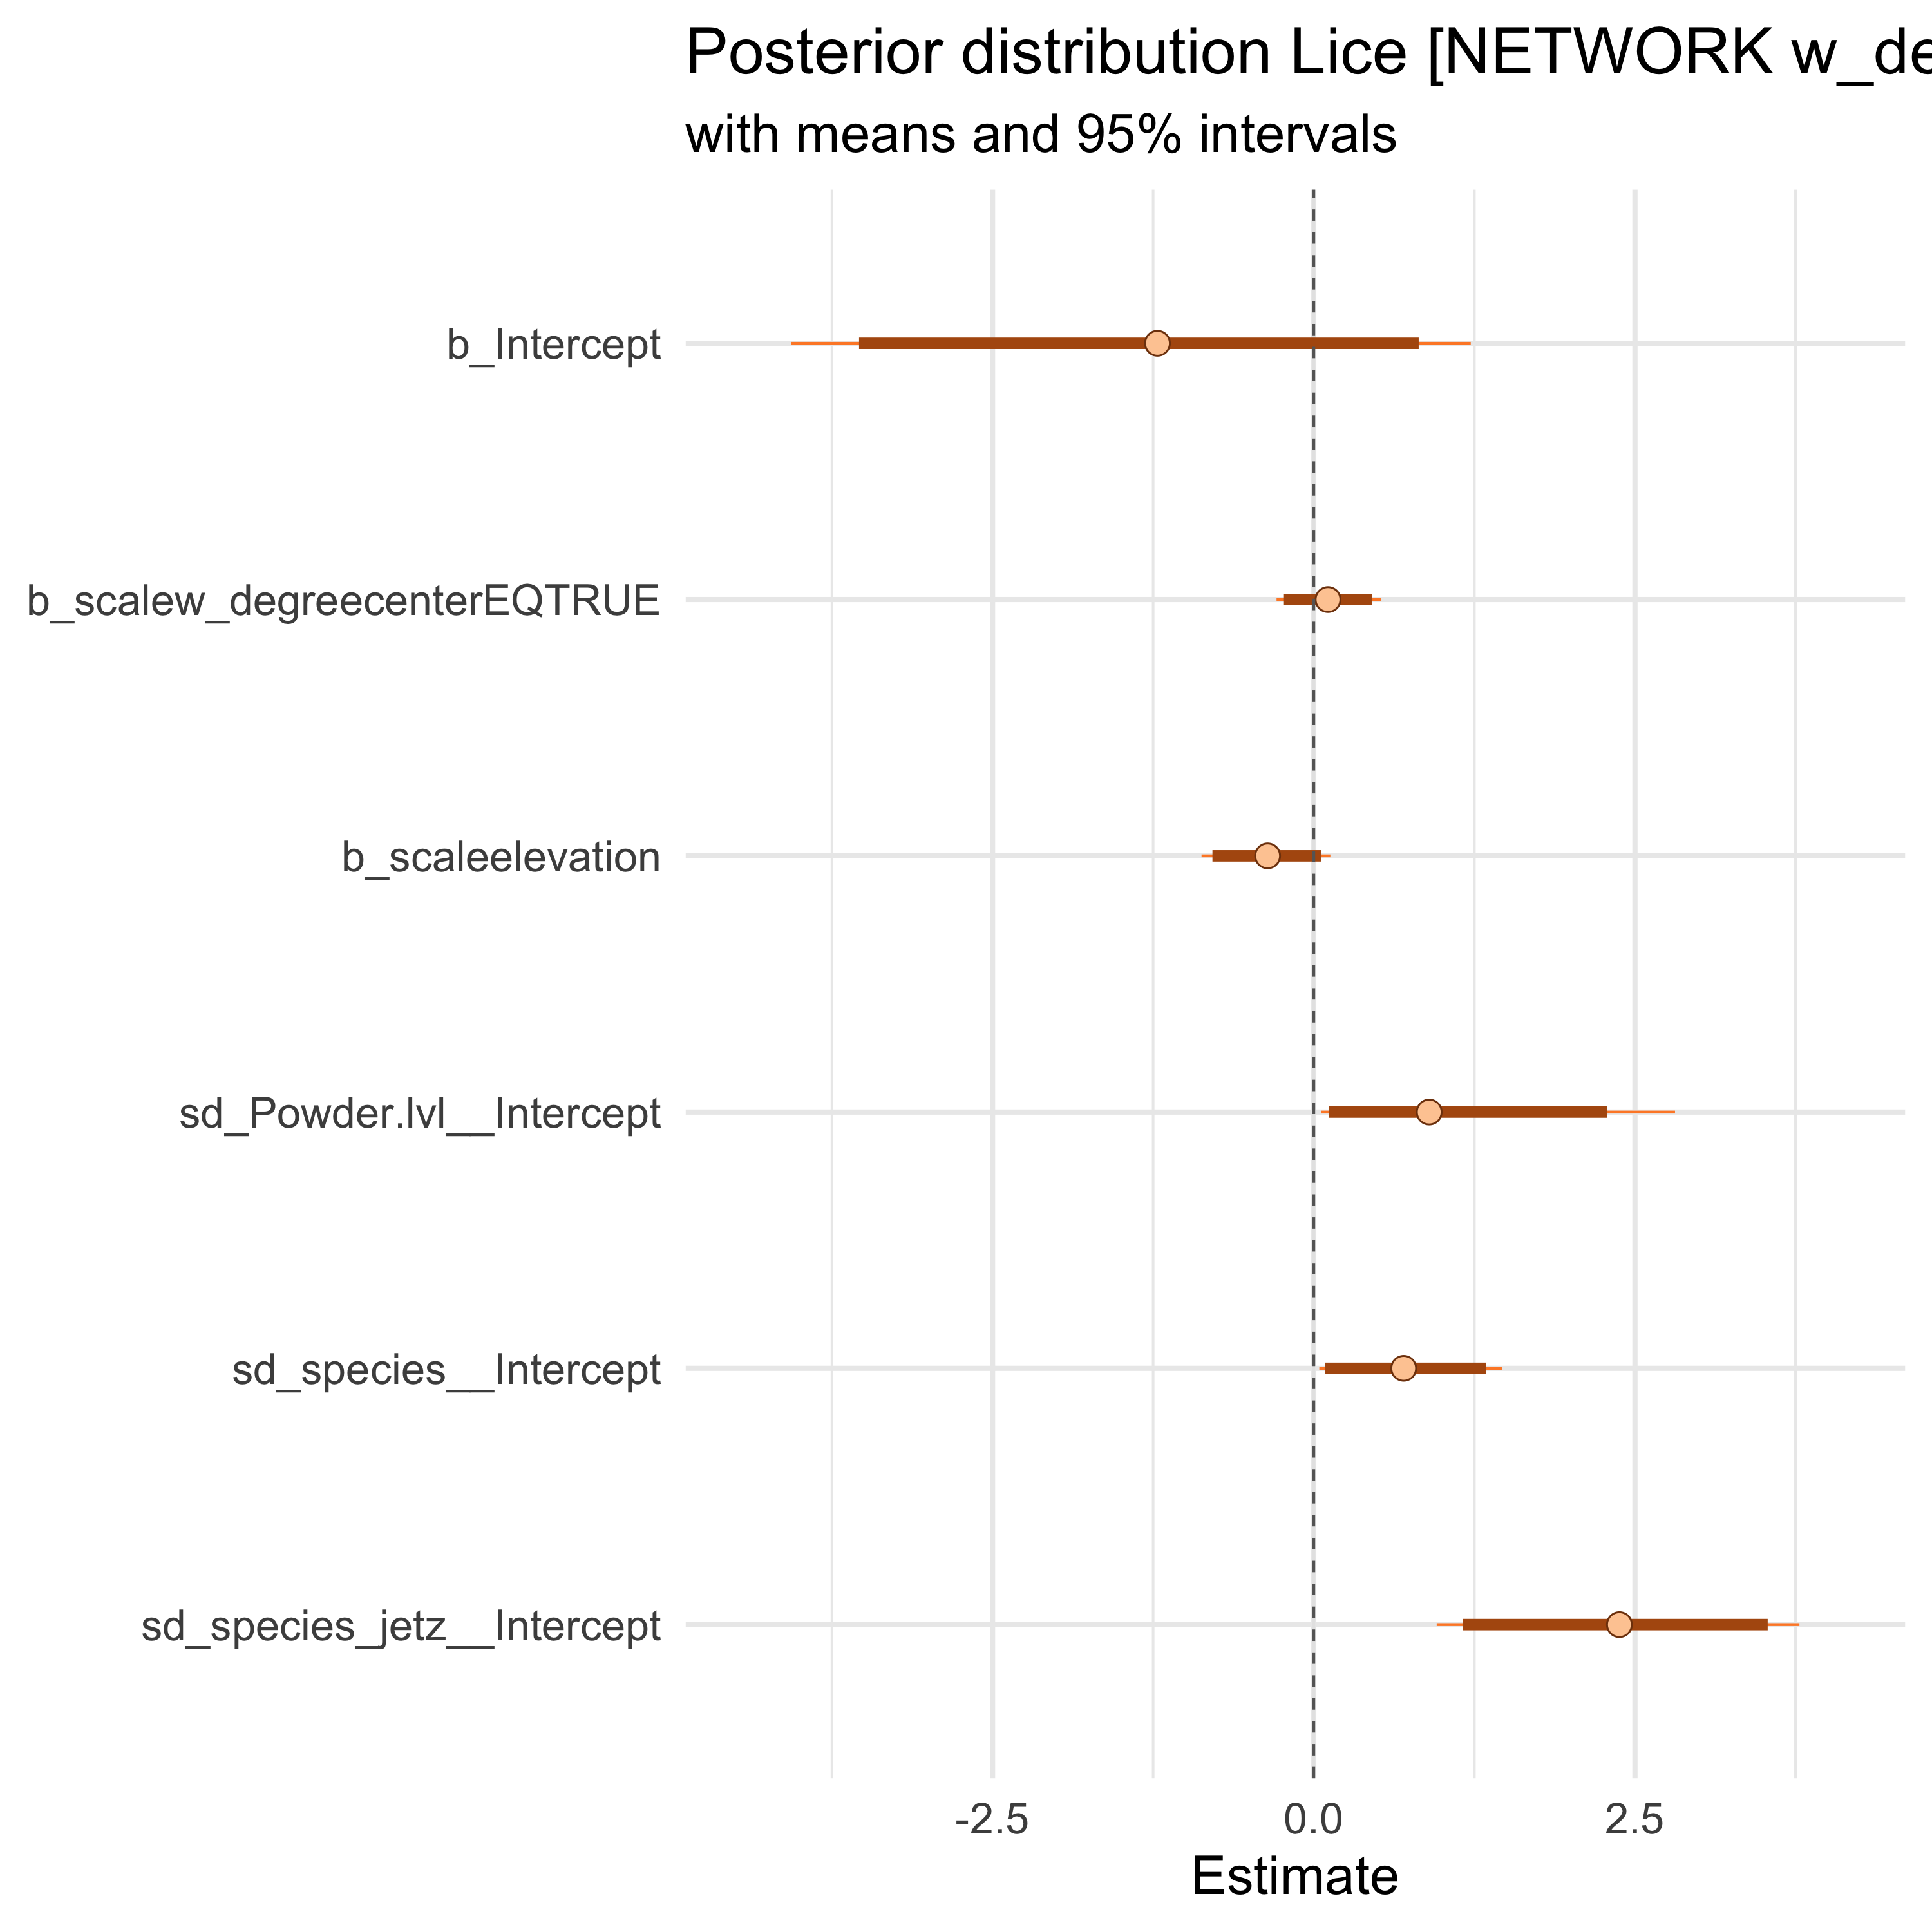 Posterior distribution Lice [NETWORK w_de
with means and 95% intervals
b_Intercept
b_scalew_degreecenterEQTRUE
b_scaleelevation
sd_Powder.lvl__Intercept
sd_species__Intercept
sd_species_jetz__Intercept
-2.5 0.0 2.5
Estimate